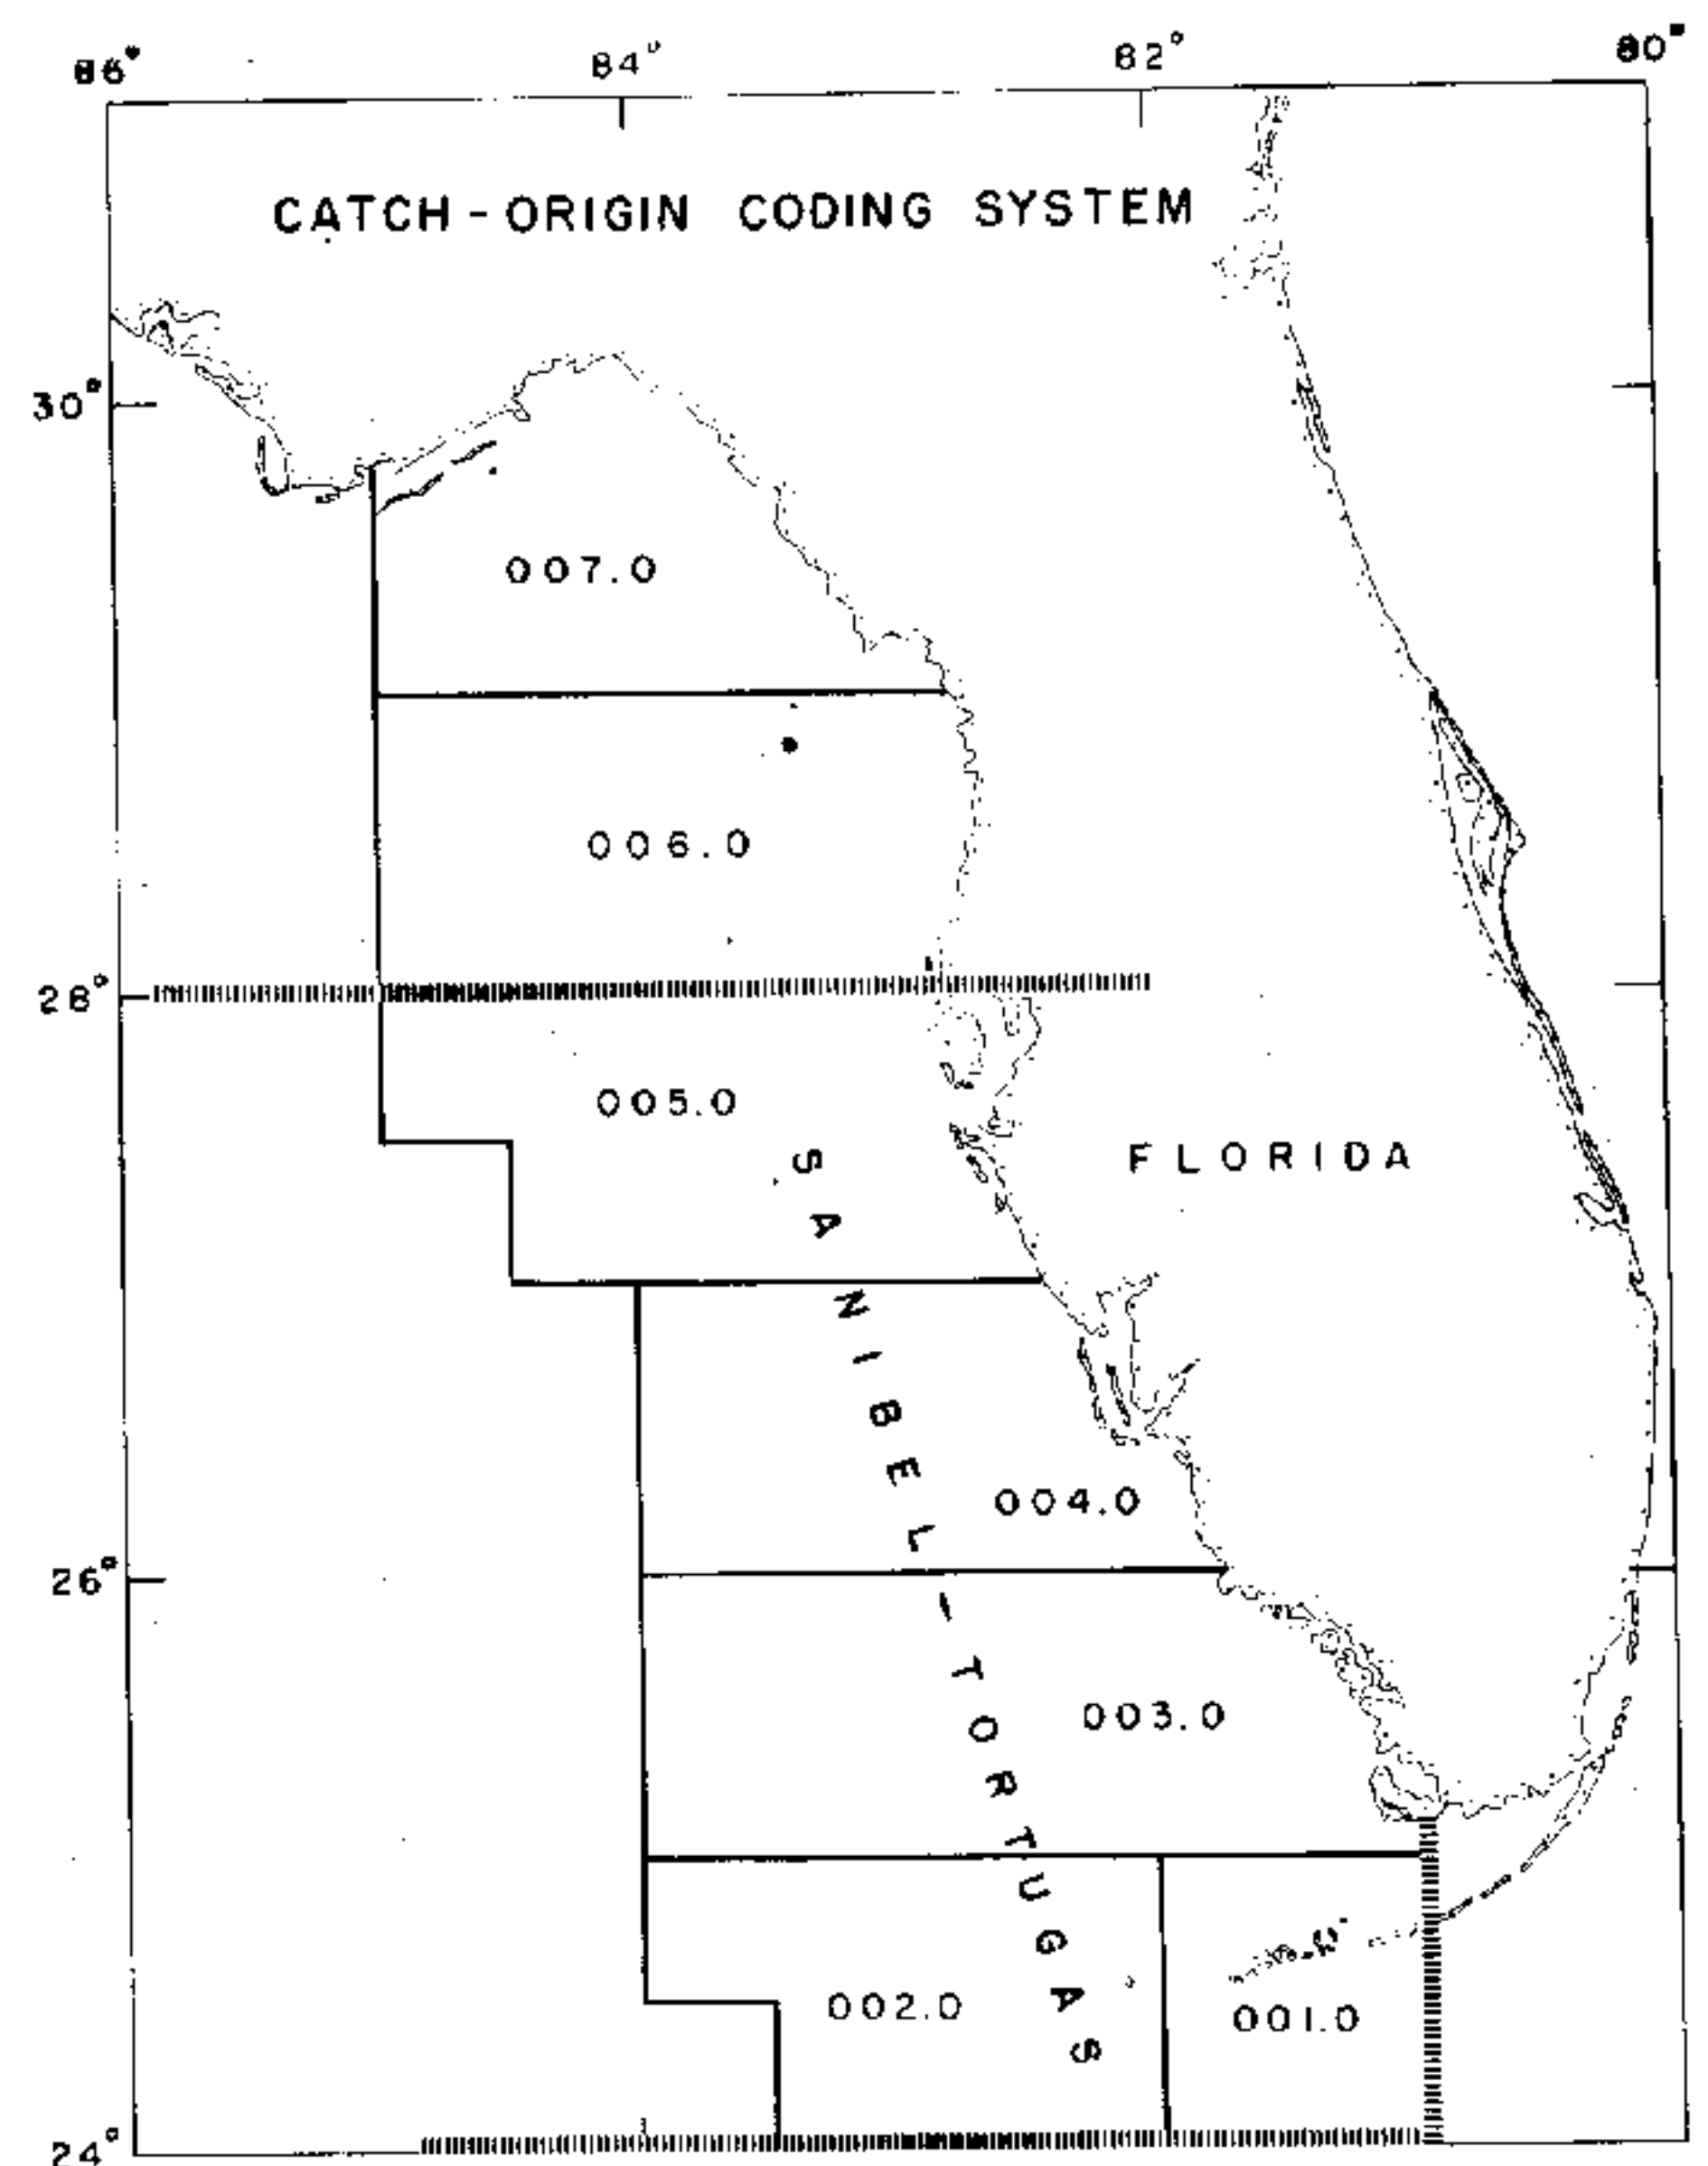 86° 84° 82° 80°
CATCH-ORIGIN CODING SYSTEM
30°
007.0
006.0
28°
005.0
FLORIDA
SANIBEL-TORTUGAS
004.0
26°
003.0
002.0
001.0
24°